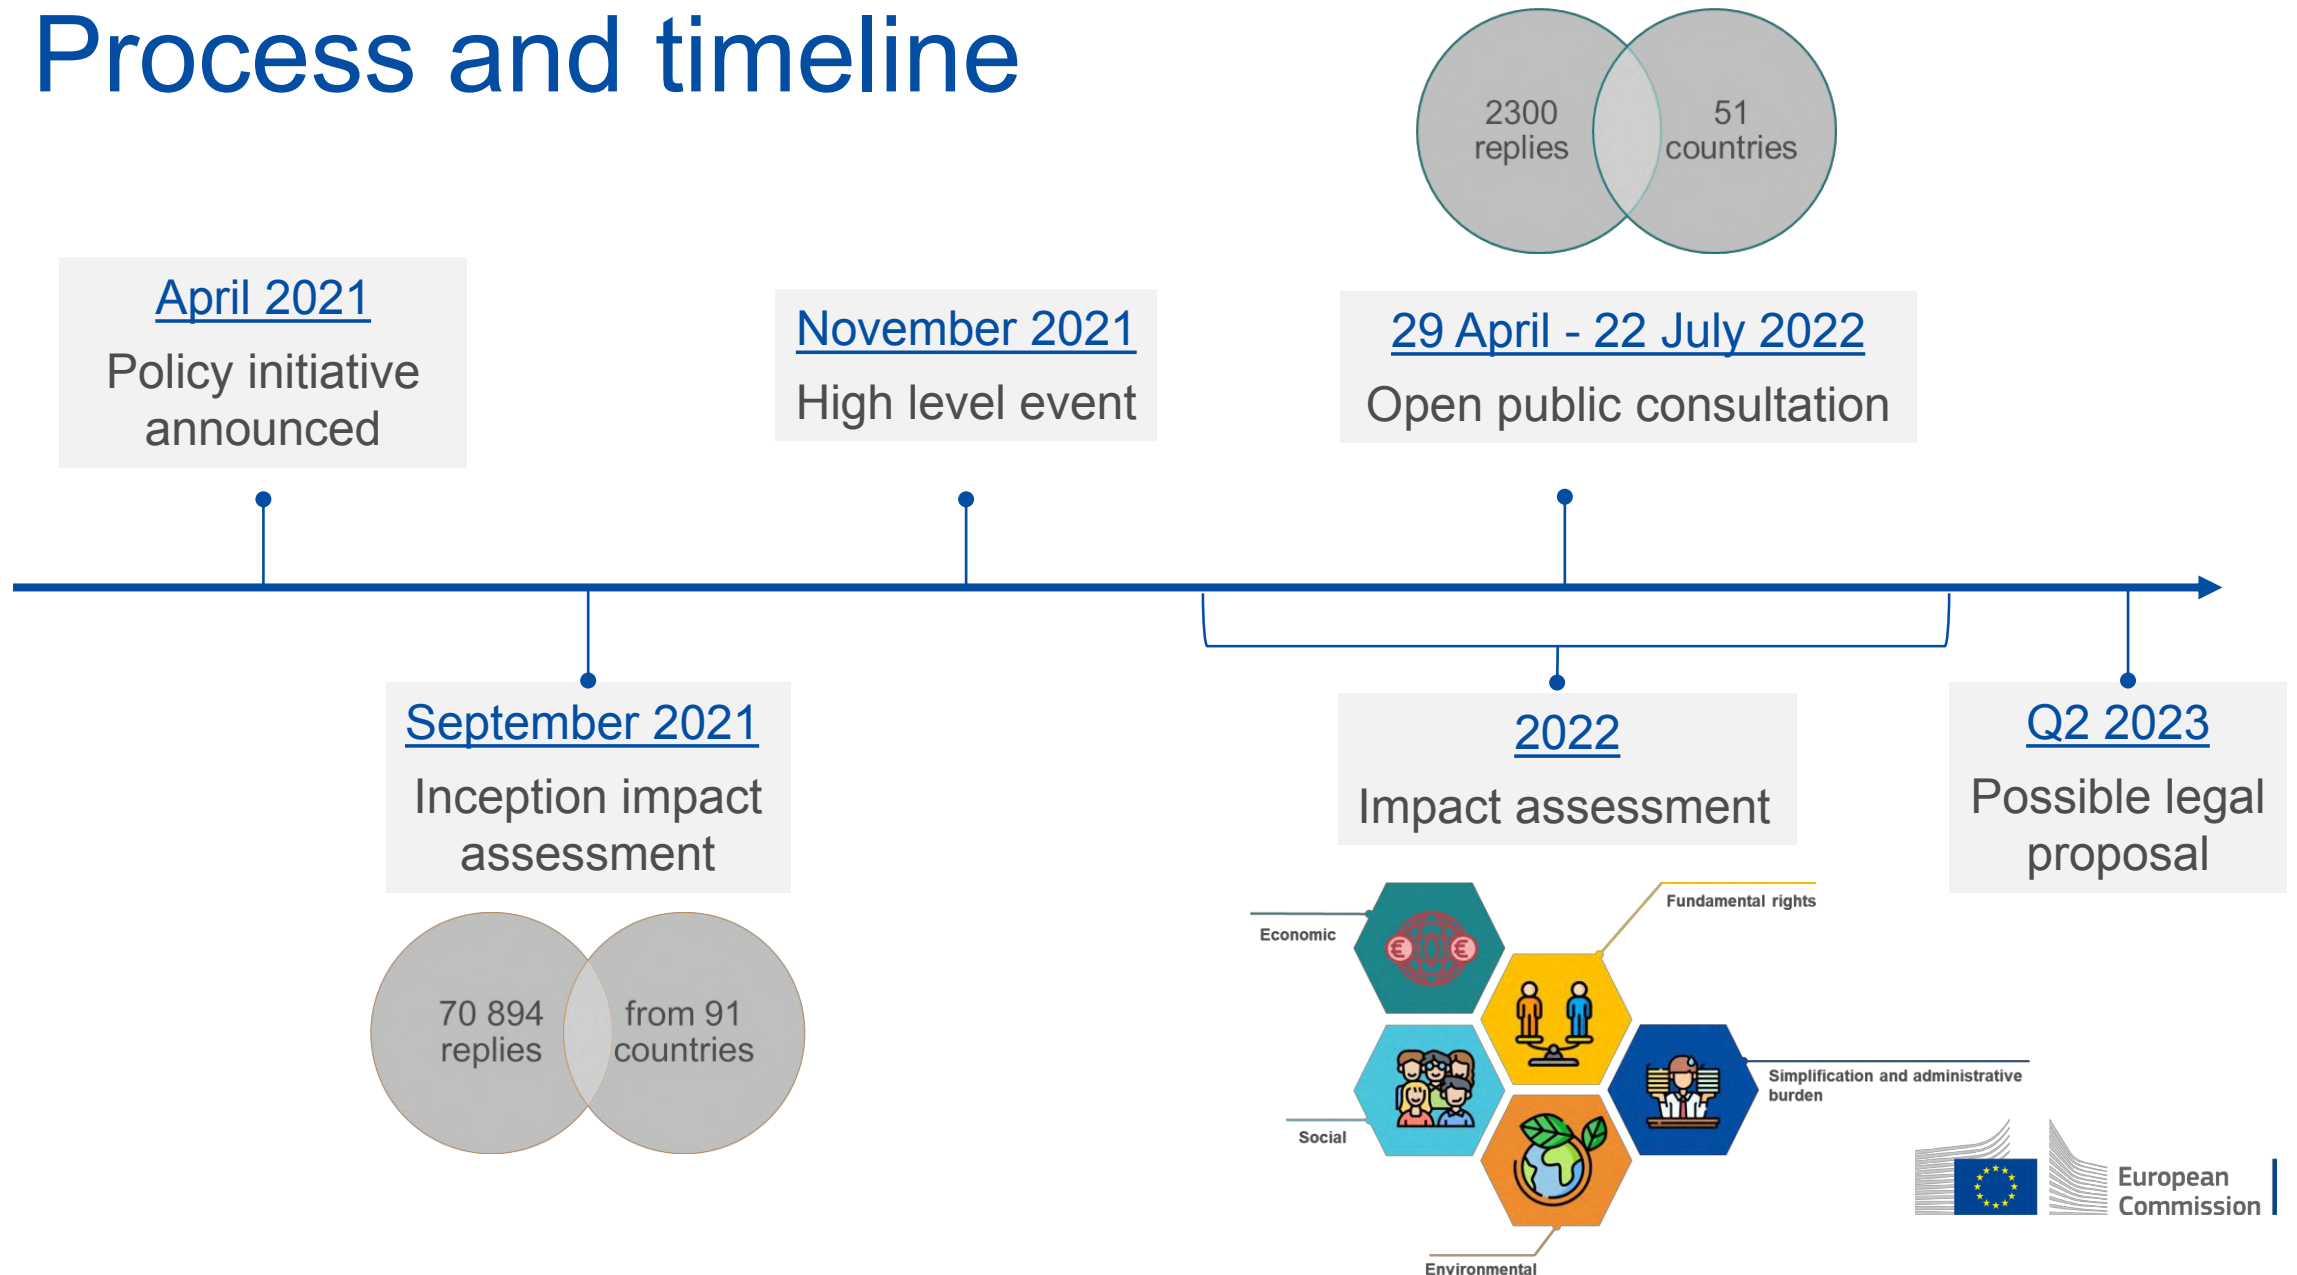 Process and timeline
2300
replies
51
countries
April 2021
Policy initiative
announced
November 2021
High level event
29 April - 22 July 2022
Open public consultation
September 2021
Inception impact
assessment
70 894
replies
from 91
countries
2022
Impact assessment
Q2 2023
Possible legal
proposal
Economic
Fundamental rights
€ €
Simplification and administrative
burden
Social
Environmental
European
Commission